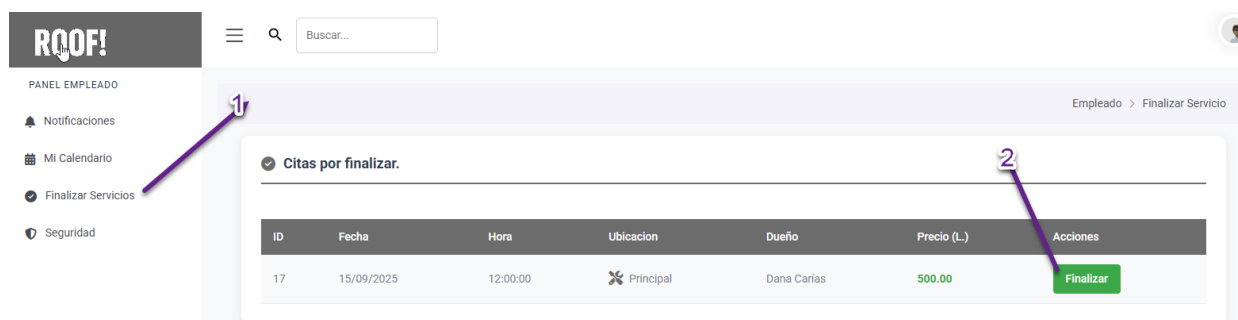 ROOF!
Buscar...
PANEL EMPLEADO
Notificaciones
Mi Calendario
Finalizar Servicios
Seguridad
1
Empleado > Finalizar Servicio
Citas por finalizar.
2
ID Fecha Hora Ubicacion Dueño Precio (L.) Acciones
17 15/09/2025 12:00:00 Principal Dana Carías 500.00 Finalizar